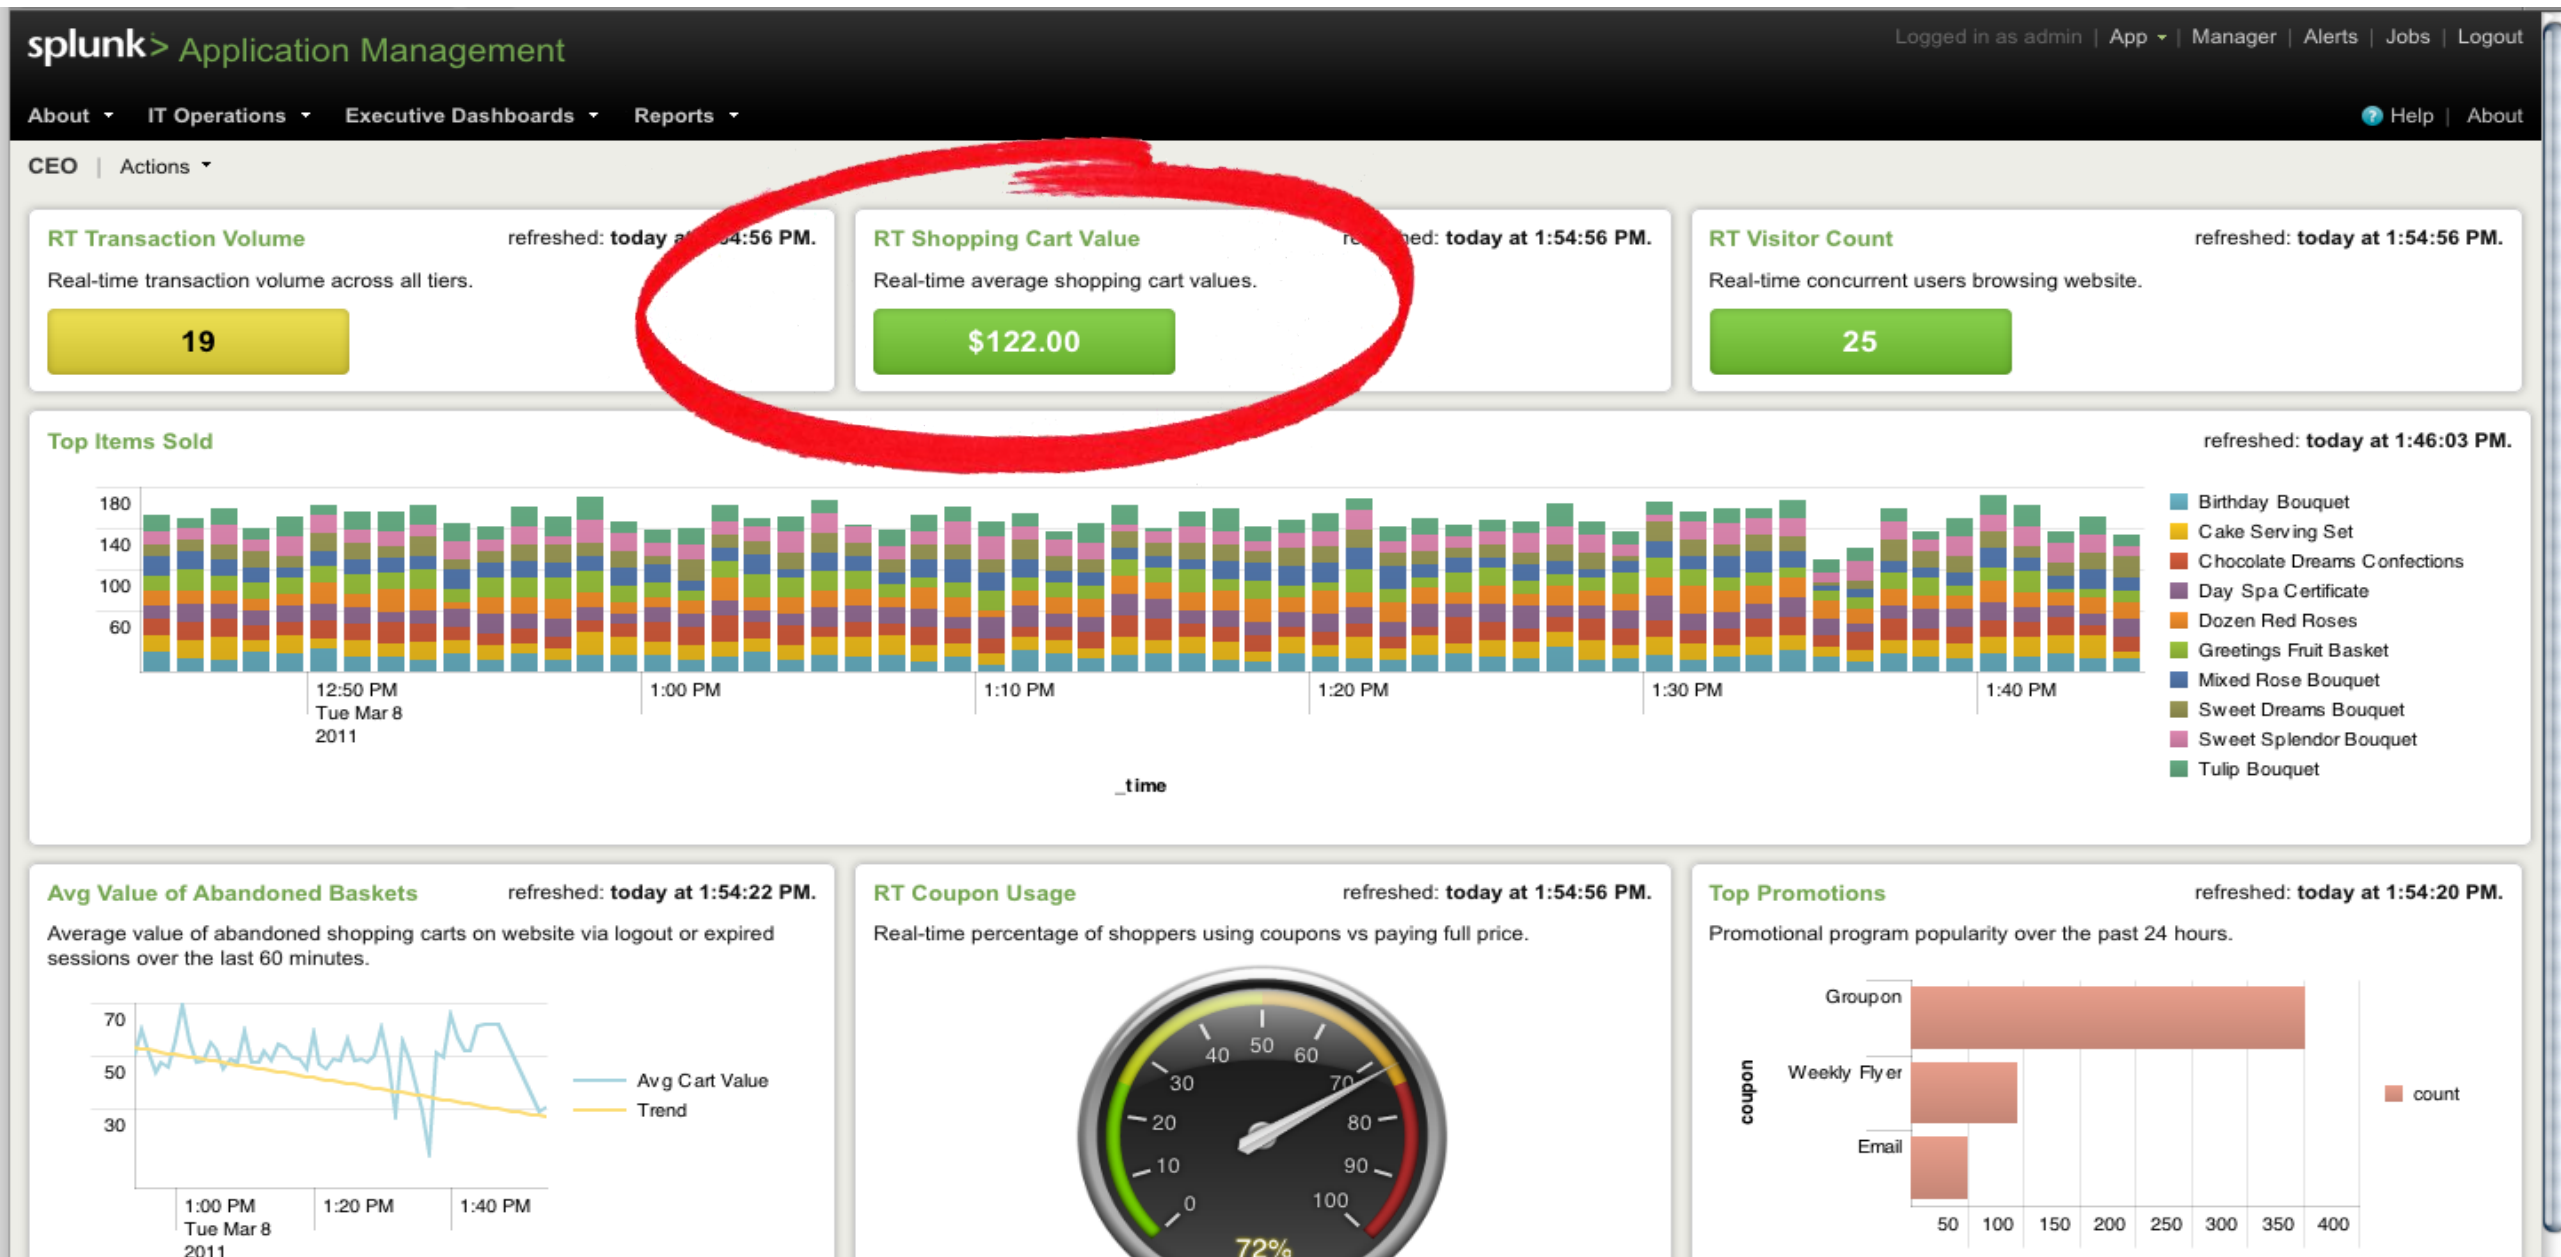 splunk> Application Management
Logged in as admin | App | Manager | Alerts | Jobs | Logout
About IT Operations Executive Dashboards Reports
? Help | About
CEO | Actions
RT Transaction Volume
refreshed: today 4:56 PM.
Real-time transaction volume across all tiers.
19
RT Shopping Cart Value
today at 1:54:56 PM.
Real-time average shopping cart values.
$122.00
RT Visitor Count
refreshed: today at 1:54:56 PM.
Real-time concurrent users browsing website.
25
Top Items Sold
refreshed: today at 1:46:03 PM.
180
140
100
60
12:50 PM
Tue Mar 8
2011
1:00 PM
1:10 PM
1:20 PM
1:30 PM
1:40 PM
_time
Birthday Bouquet
Cake Serving Set
Chocolate Dreams Confections
Day Spa Certificate
Dozen Red Roses
Greetings Fruit Basket
Mixed Rose Bouquet
Sweet Dreams Bouquet
Sweet Splendor Bouquet
Tulip Bouquet
Avg Value of Abandoned Baskets
refreshed: today at 1:54:22 PM.
Average value of abandoned shopping carts on website via logout or expired
sessions over the last 60 minutes.
70
50
30
1:00 PM
Tue Mar 8
2011
1:20 PM
1:40 PM
Avg Cart Value
Trend
RT Coupon Usage
refreshed: today at 1:54:56 PM.
Real-time percentage of shoppers using coupons vs paying full price.
0
10
20
30
40
50
60
70
80
90
100
72%
Top Promotions
refreshed: today at 1:54:20 PM.
Promotional program popularity over the past 24 hours.
coupon
Groupon
Weekly Flyer
Email
50 100 150 200 250 300 350 400
count